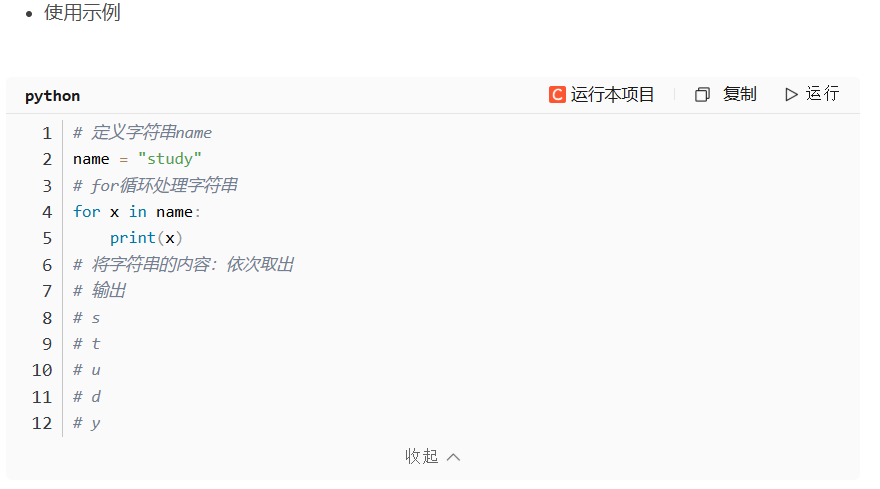 • 使用示例
python
C 运行本项目 复制 运行
1 # 定义字符串name
2 name = "study"
3 # for循环处理字符串
4 for x in name:
5     print(x)
6 # 将字符串的内容：依次取出
7 # 输出
8 # s
9 # t
10 # u
11 # d
12 # y
收起